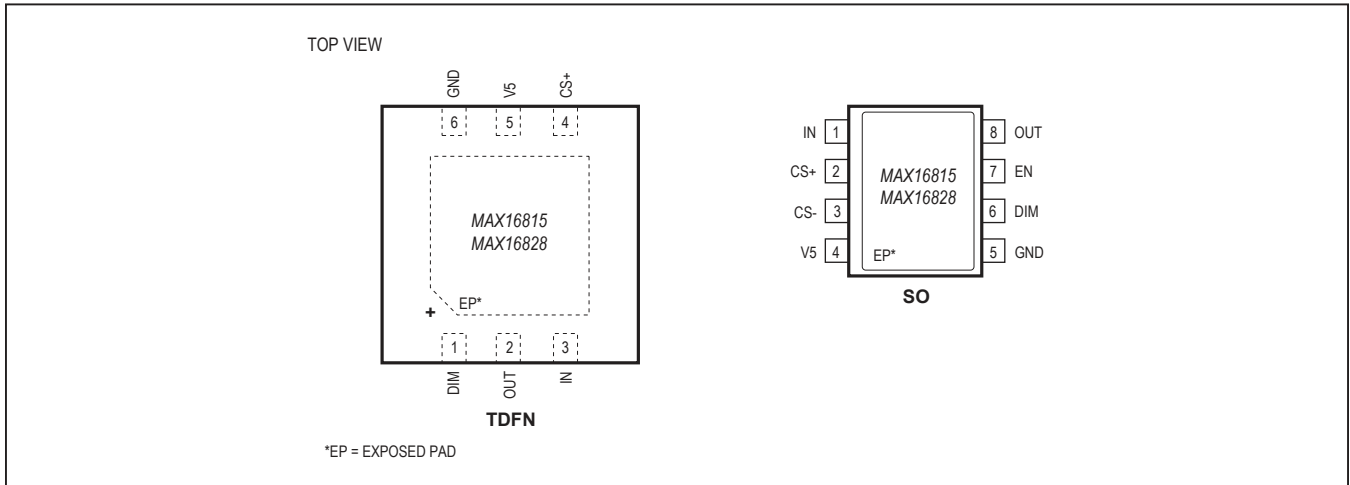 TOP VIEW
GND
V5
CS+
6
5
4
MAX16815
MAX16828
EP*
+
1
2
3
DIM
OUT
IN
TDFN
*EP = EXPOSED PAD
IN 1
CS+ 2
CS- 3
V5 4
MAX16815
MAX16828
EP*
8 OUT
7 EN
6 DIM
5 GND
SO